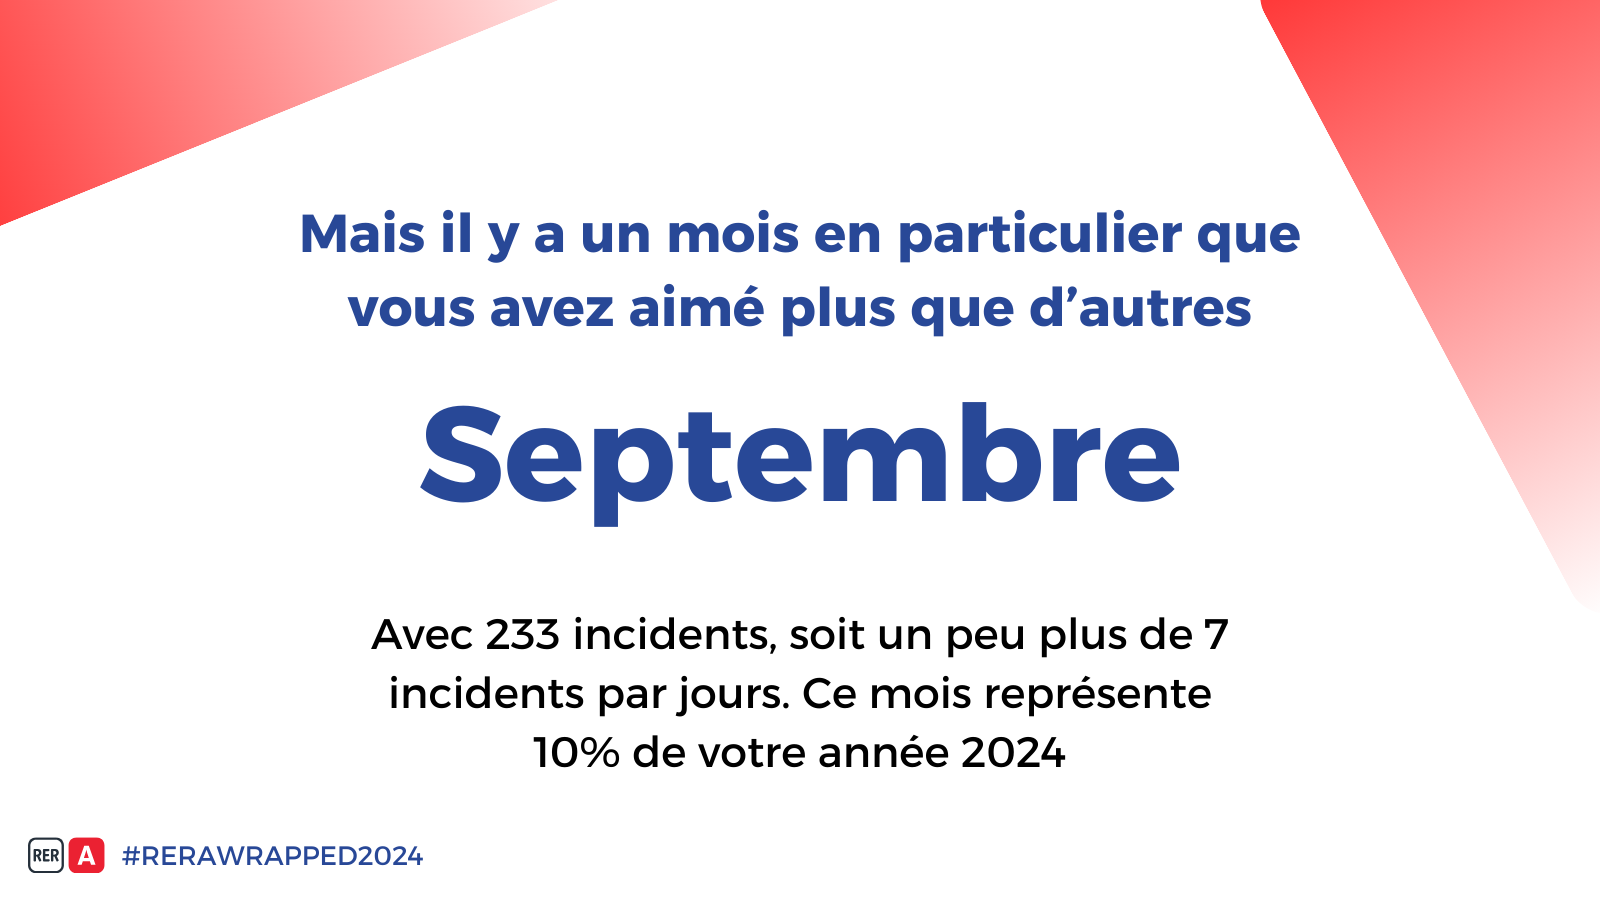 Mais il y a un mois en particulier que
vous avez aimé plus que d’autres
Septembre
Avec 233 incidents, soit un peu plus de 7
incidents par jours. Ce mois représente
10% de votre année 2024
RER A #RERAWRAPPED2024